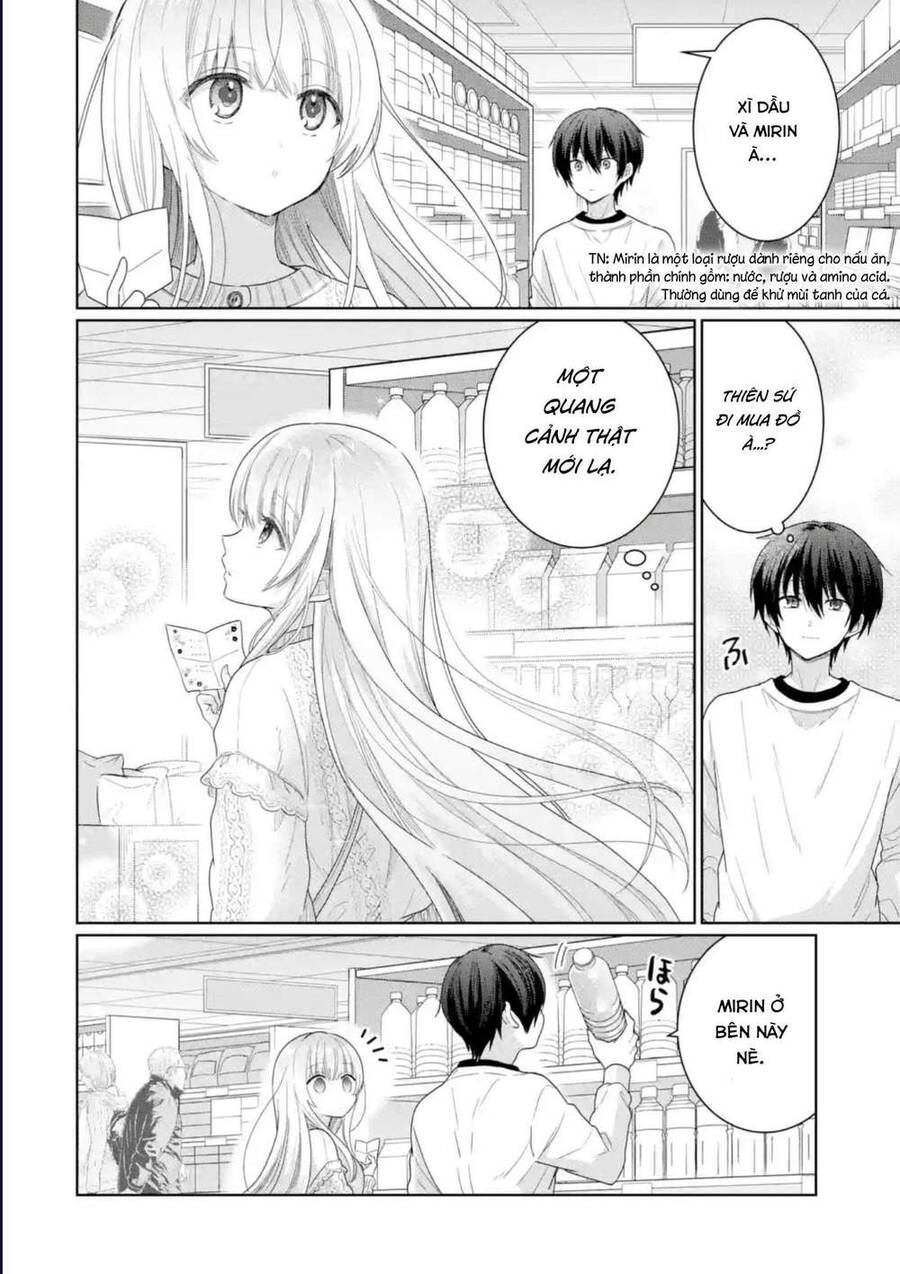 XÌ DẦU
VÀ MIRIN
À...
TN: Mirin là một loại rượu dành riêng cho nấu ăn,
thành phần chính gồm: nước, rượu và amino acid.
Thường dùng để khử mùi tanh của cá.
THIÊN SỨ
ĐI MUA ĐỒ
À...?
ふ
MỘT
QUANG
CẢNH THẬT
MỚI LẠ.
MIRIN Ở
BÊN NÀY
NÈ.
ほら